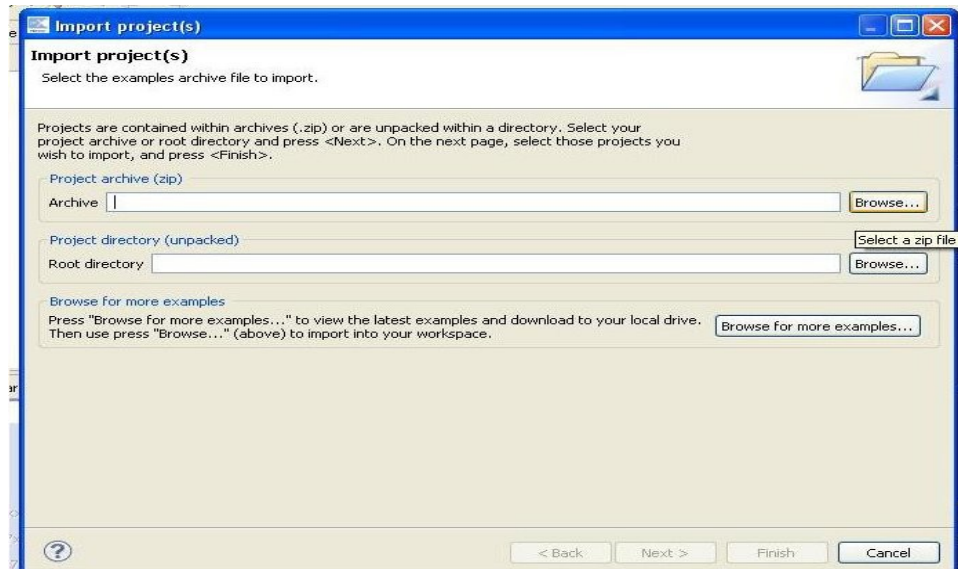 Import project(s)
Import project(s)
Select the examples archive file to import.
Projects are contained within archives (.zip) or are unpacked within a directory. Select your
project archive or root directory and press <Next>. On the next page, select those projects you
wish to import, and press <Finish>.
Project archive (zip)
Archive
Browse...
Select a zip file
Project directory (unpacked)
Root directory
Browse...
Browse for more examples
Press "Browse for more examples..." to view the latest examples and download to your local drive.
Then use press "Browse..." (above) to import into your workspace.
Browse for more examples...
?
< Back
Next >
Finish
Cancel